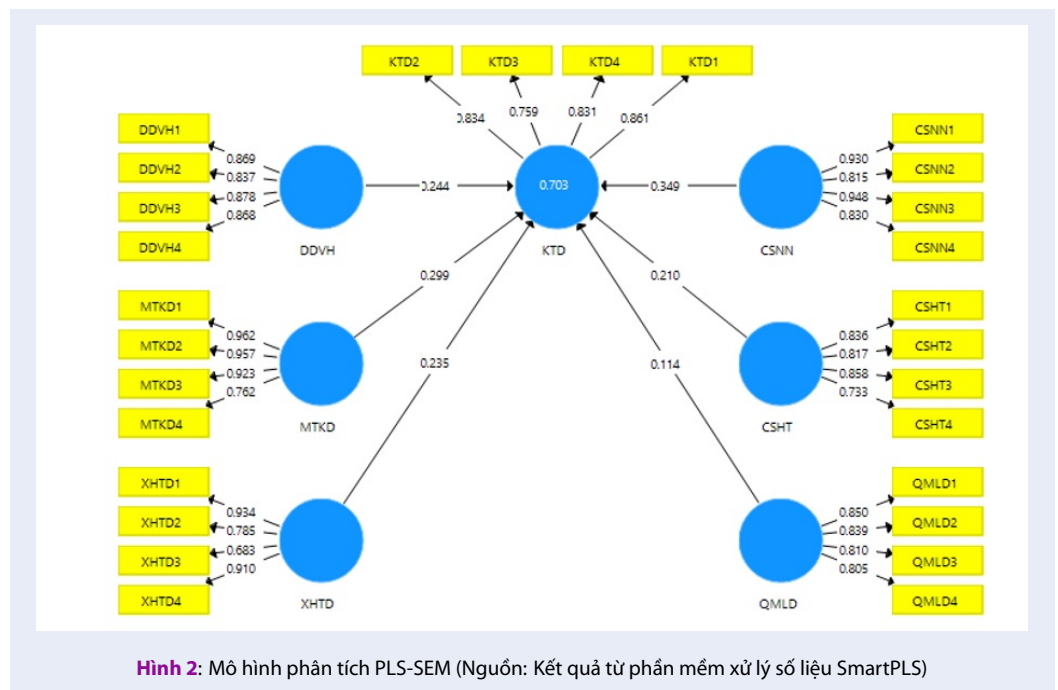 KTD2 KTD3 KTD4 KTD1
0.834 0.759 0.831 0.861
DDVH1
DDVH2
DDVH3
DDVH4
0.869
0.837
0.878
0.868
DDVH
0.244
0.703
KTD
0.349
CSNN1
CSNN2
CSNN3
CSNN4
0.930
0.815
0.948
0.830
CSNN
MTKD1
MTKD2
MTKD3
MTKD4
0.962
0.957
0.923
0.762
MTKD
0.299
0.210
CSHT1
CSHT2
CSHT3
CSHT4
0.836
0.817
0.858
0.733
CSHT
XHTD1
XHTD2
XHTD3
XHTD4
0.934
0.785
0.683
0.910
XHTD
0.235
0.114
QMLD1
QMLD2
QMLD3
QMLD4
0.850
0.839
0.810
0.805
QMLD
Hình 2: Mô hình phân tích PLS-SEM (Nguồn: Kết quả từ phần mềm xử lý số liệu SmartPLS)